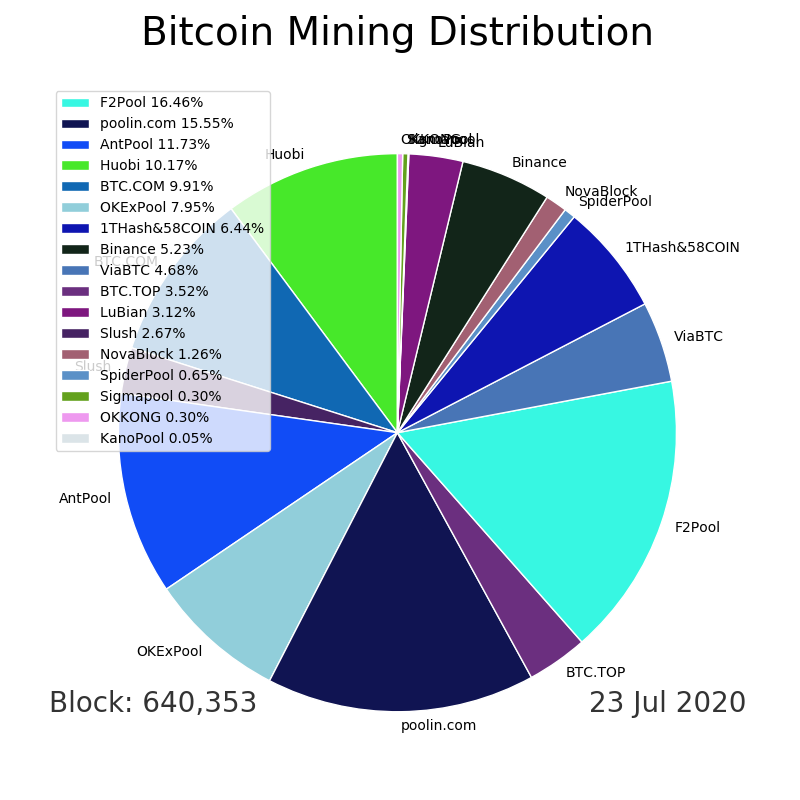 Bitcoin Mining Distribution
F2Pool 16.46%
poolin.com 15.55%
AntPool 11.73%
Huobi 10.17%
BTC.COM 9.91%
OKExPool 7.95%
1THash&58COIN 6.44%
Binance 5.23%
ViaBTC 4.68%
BTC.TOP 3.52%
LuBian 3.12%
Slush 2.67%
NovaBlock 1.26%
SpiderPool 0.65%
Sigmapool 0.30%
OKKONG 0.30%
KanoPool 0.05%
Huobi
LuBian
Binance
NovaBlock
SpiderPool
1THash&58COIN
BTC.COM
ViaBTC
Slush
AntPool
F2Pool
OKExPool
BTC.TOP
poolin.com
Block: 640,353
23 Jul 2020